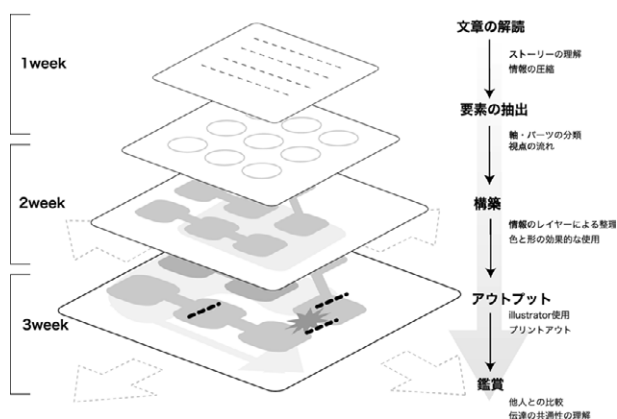 1week
2week
3week
文章の解読
ストーリーの理解
情報の圧縮
要素の抽出
軸・パーツの分類
視点の流れ
構築
情報のレイヤーによる整理
色と形の効果的な使用
アウトプット
illustrator使用
プリントアウト
鑑賞
他人との比較
伝達の共通性の理解